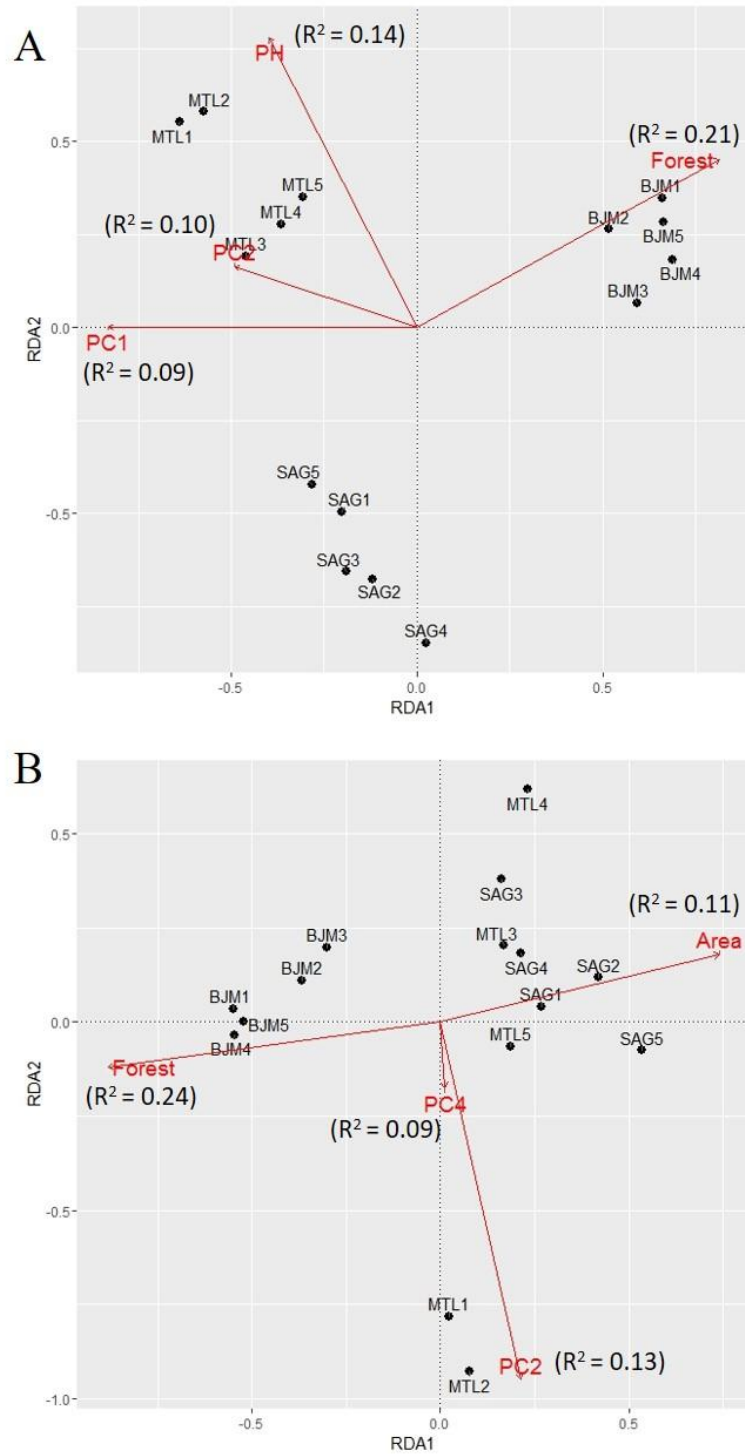 A
PH
(R² = 0.14)
MTL2
MTL1
(R² = 0.21)
Forest
MTL5
BJM1
MTL4
(R² = 0.10)
BJM2
BJM5
MTL3
PC2
BJM4
BJM3
PC1
(R² = 0.09)
SAG5
SAG1
SAG3
SAG2
SAG4
0.5
0.0
-0.5
RDA2
-0.5
0.0
0.5
RDA1
B
MTL4
SAG3
(R² = 0.11)
Area
MTL3
BJM3
SAG4
SAG2
BJM2
SAG1
BJM1
BJM5
MTL5
SAG5
BJM4
Forest
(R² = 0.24)
PC4
(R² = 0.09)
MTL1
PC2
(R² = 0.13)
MTL2
0.5
0.0
-0.5
-1.0
RDA2
-0.5
0.0
0.5
RDA1